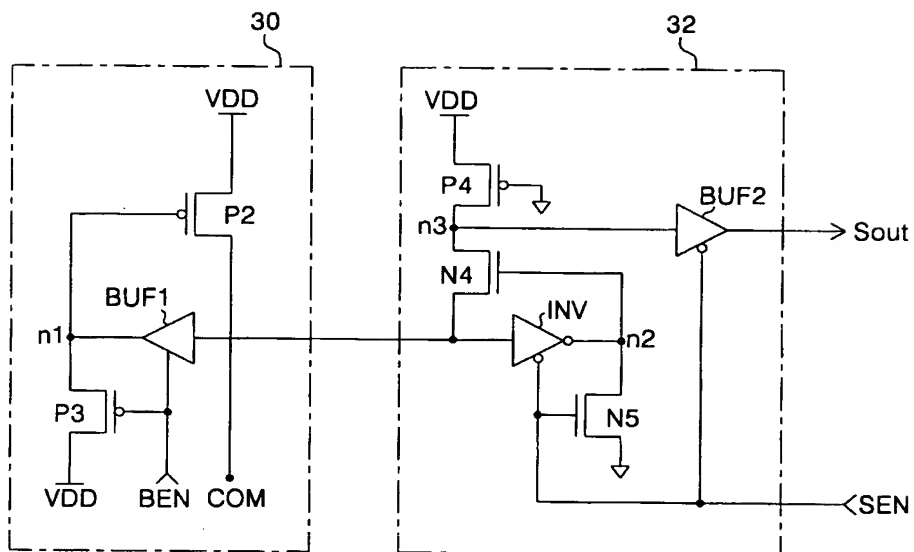 30
32
VDD
VDD
P4
P2
BUF2
n3
Sout
N4
BUF1
INV
n1
n2
P3
N5
VDD
BEN
COM
SEN